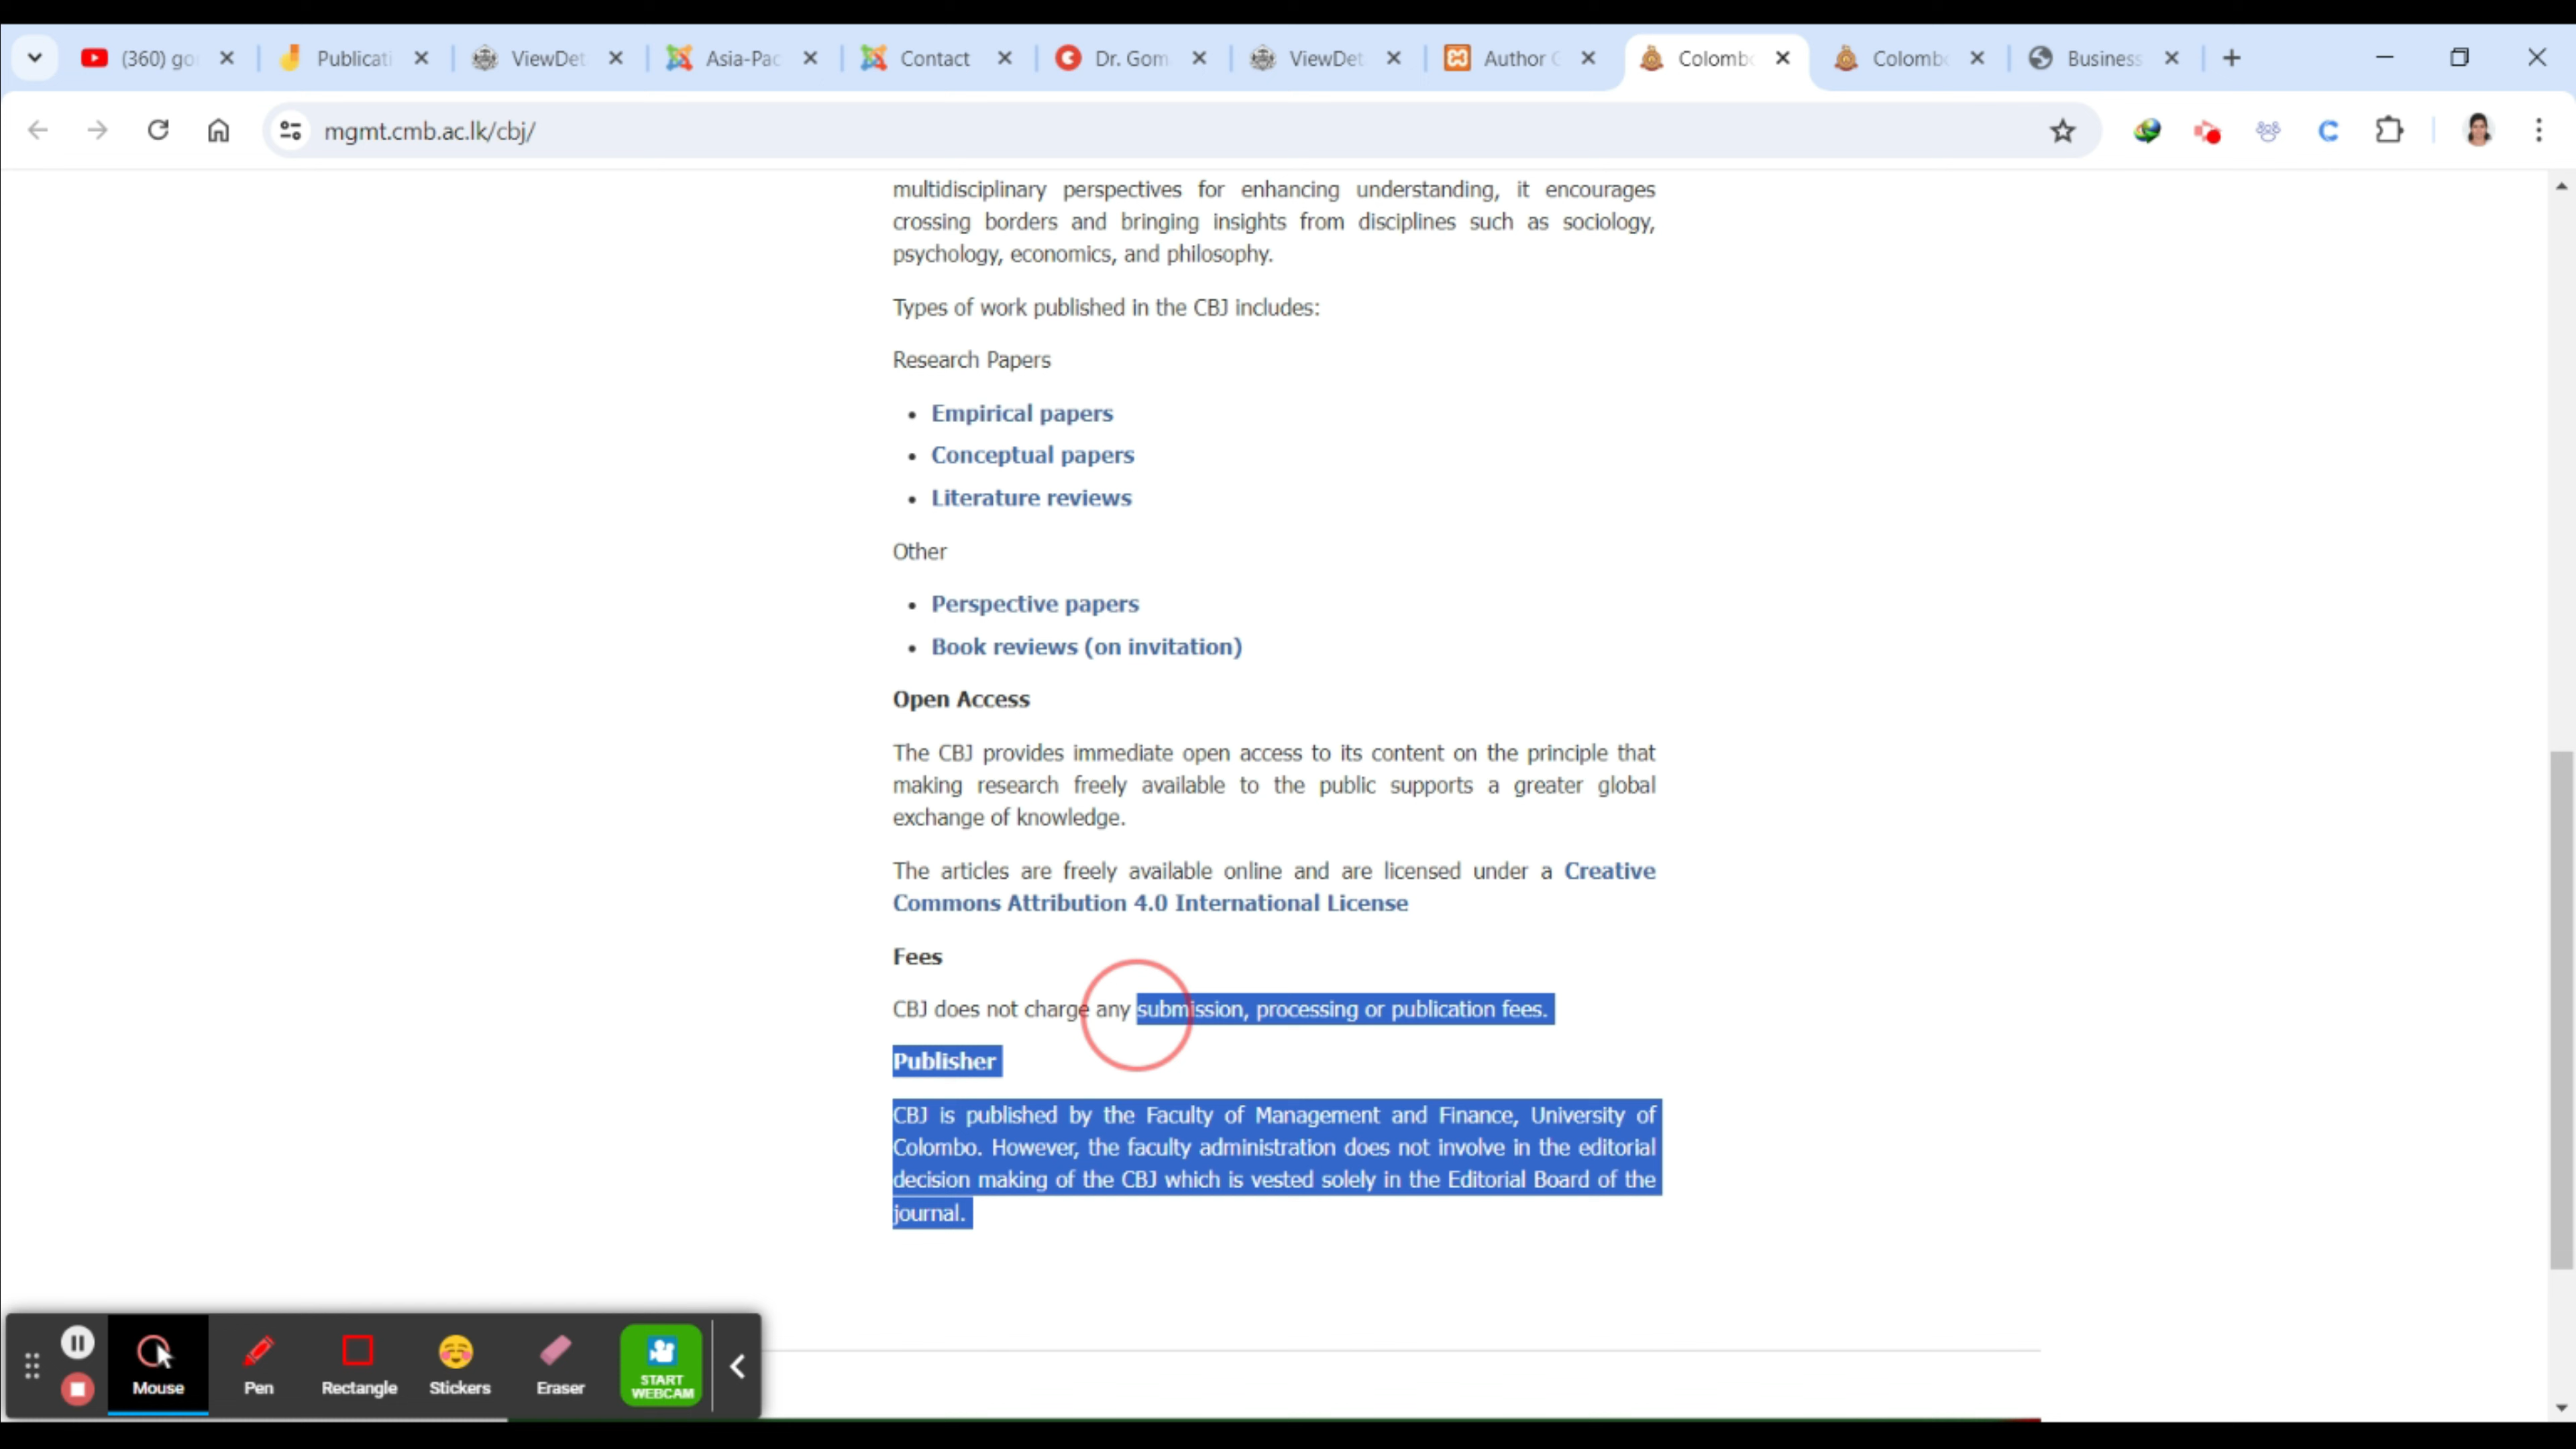 (360) go
Publicati
ViewDet
Asia-Pac
Contact
Dr. Gom
ViewDet
Author G
Colomb
Colomb
Business
mgmt.cmb.ac.lk/cbj/
multidisciplinary perspectives for enhancing understanding, it encourages
crossing borders and bringing insights from disciplines such as sociology,
psychology, economics, and philosophy.
Types of work published in the CBJ includes:
Research Papers
• Empirical papers
• Conceptual papers
• Literature reviews
Other
• Perspective papers
• Book reviews (on invitation)
Open Access
The CBJ provides immediate open access to its content on the principle that
making research freely available to the public supports a greater global
exchange of knowledge.
The articles are freely available online and are licensed under a Creative
Commons Attribution 4.0 International License
Fees
CBJ does not charge any submission, processing or publication fees.
Publisher
CBJ is published by the Faculty of Management and Finance, University of
Colombo. However, the faculty administration does not involve in the editorial
decision making of the CBJ which is vested solely in the Editorial Board of the
journal.
Mouse
Pen
Rectangle
Stickers
Eraser
START
WEBCAM